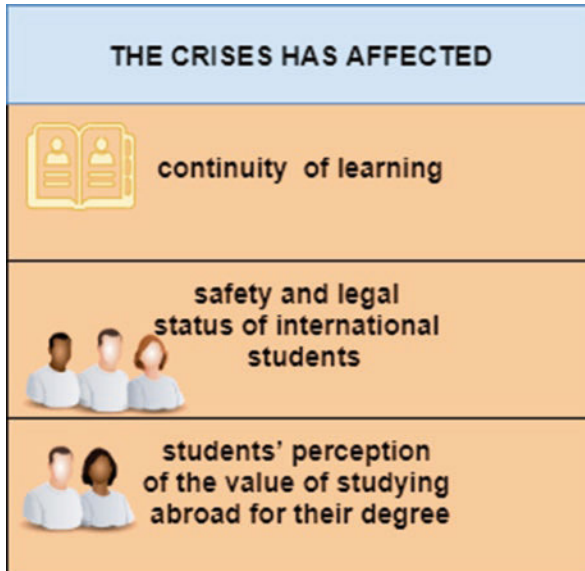 THE CRISES HAS AFFECTED
continuity of learning
safety and legal
status of international
students
students' perception
of the value of studying
abroad for their degree